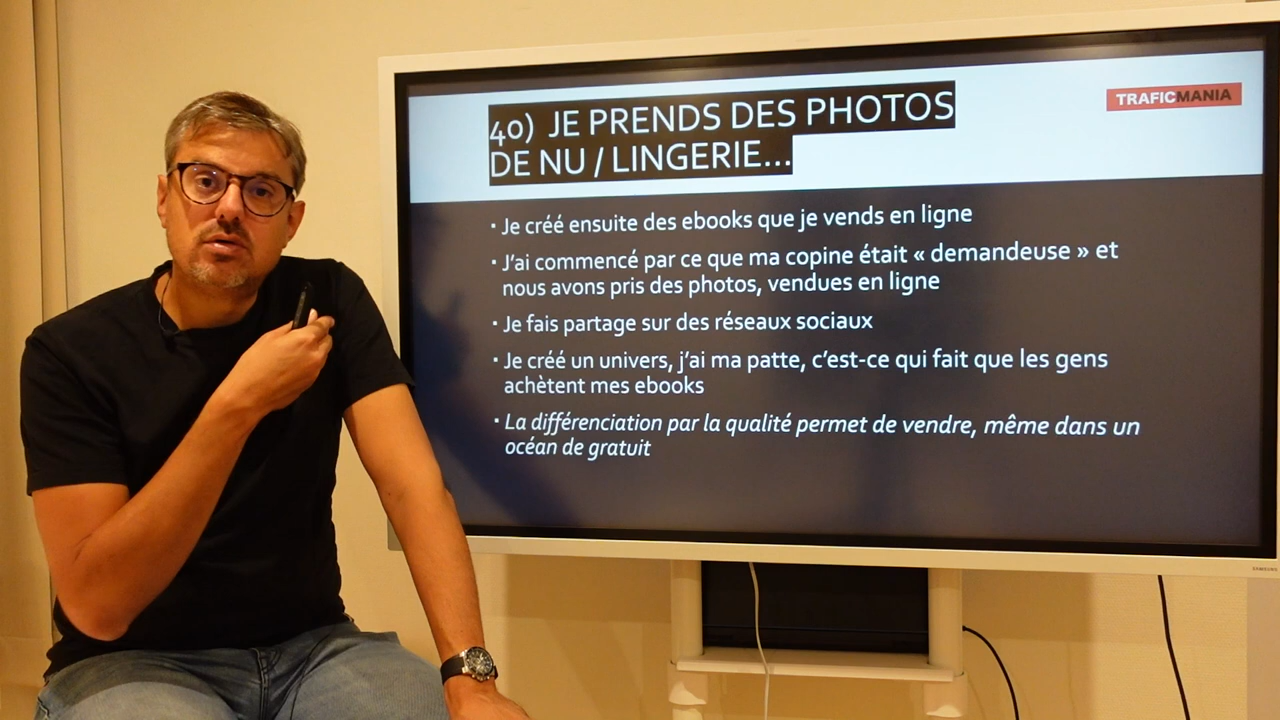 TRAFICMANIA
40) JE PRENDS DES PHOTOS
DE NU / LINGERIE...
· Je créé ensuite des ebooks que je vends en ligne
· J'ai commencé par ce que ma copine était « demandeuse » et
nous avons pris des photos, vendues en ligne
· Je fais partage sur des réseaux sociaux
· Je créé un univers, j'ai ma patte, c'est-ce qui fait que les gens
achètent mes ebooks
· La différenciation par la qualité permet de vendre, même dans un
océan de gratuit
SAMSUNG